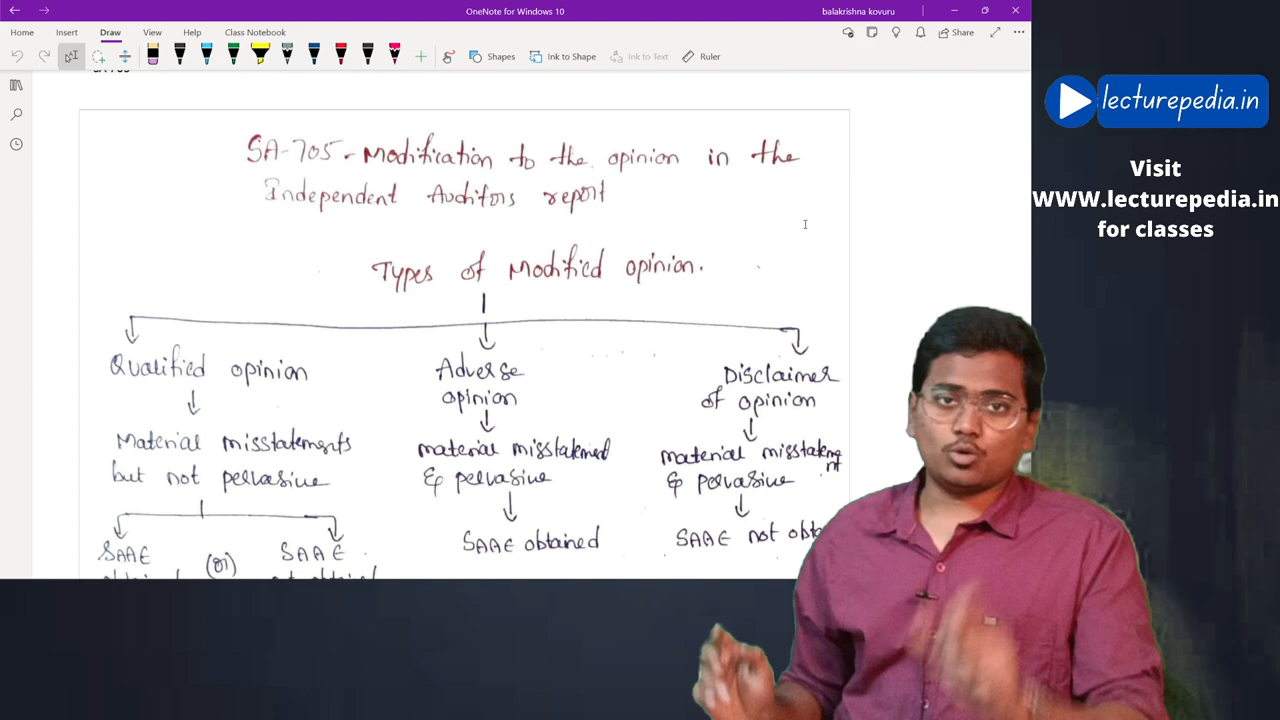 OneNote for Windows 10
balakrishna kovuru
Home Insert Draw View Help Class Notebook
Share
Shapes Ink to Shape Ink to Text Ruler
SA-705 - Modification to the opinion in the
Independent Auditors report
Types of Modified opinion.
Qualified opinion
Material misstatements
but not pervasive
SAAE
(or)
SAAE
Adverse
opinion
material misstatemed
& pervasive
SAAE obtained
Disclaimer
of opinion
material misstatement
& pervasive
SAAE not
lecturepedia.in
Visit
WWW.lecturepedia.in
for classes